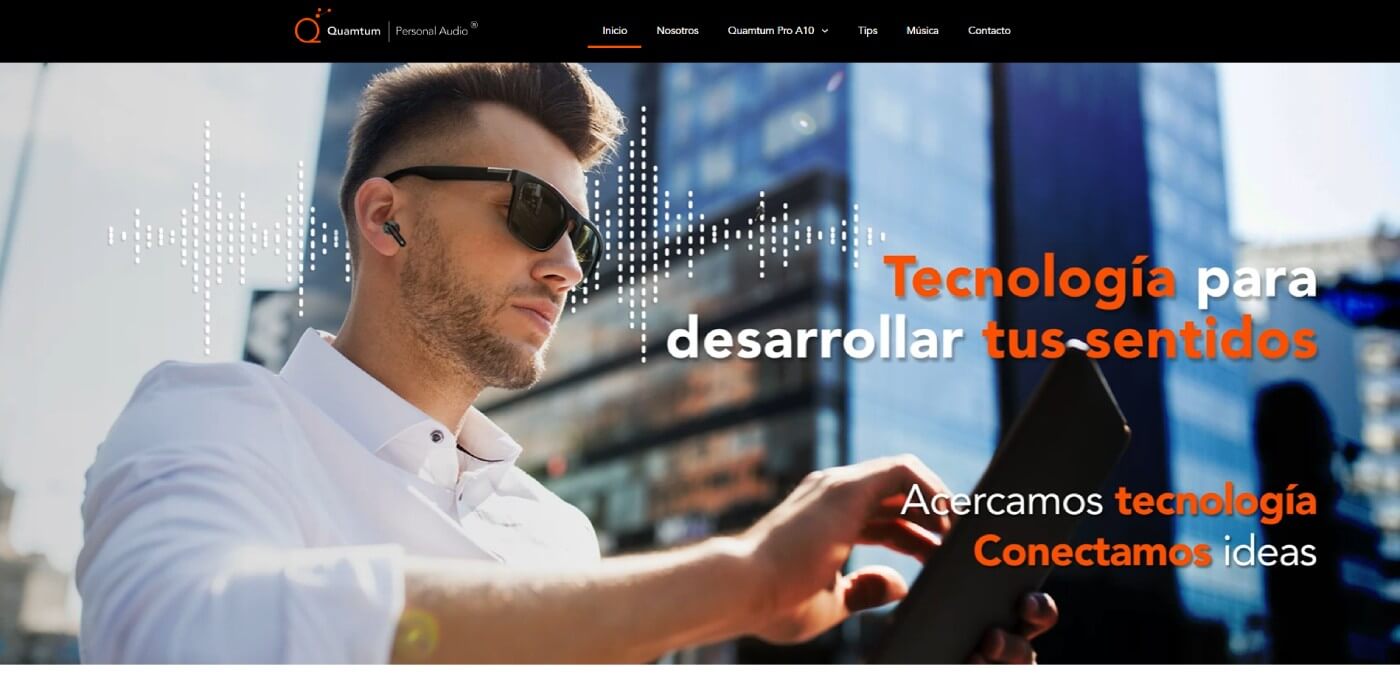 Quamtum | Personal Audio®
Inicio
Nosotros
Quamtum Pro A10
Tips
Música
Contacto
Tecnología para
desarrollar tus sentidos
Acercamos tecnología
Conectamos ideas